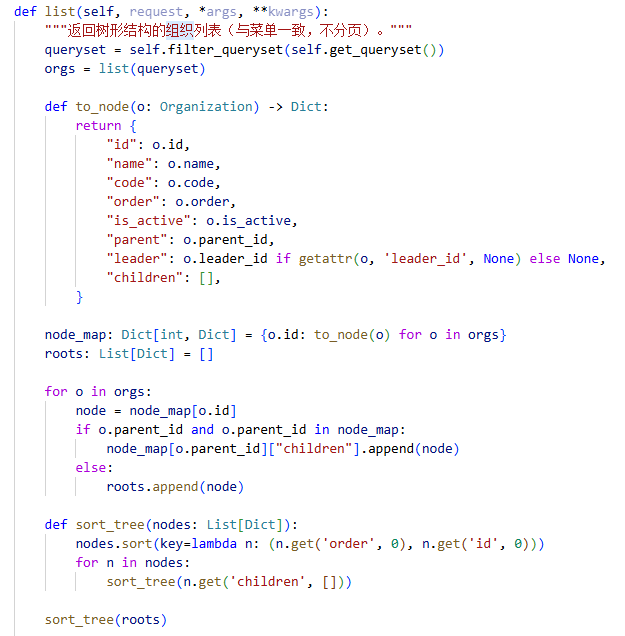 def list(self, request, *args, **kwargs):
    """返回树形结构的组织列表（与菜单一致，不分页）。"""
    queryset = self.filter_queryset(self.get_queryset())
    orgs = list(queryset)

    def to_node(o: Organization) -> Dict:
        return {
            "id": o.id,
            "name": o.name,
            "code": o.code,
            "order": o.order,
            "is_active": o.is_active,
            "parent": o.parent_id,
            "leader": o.leader_id if getattr(o, 'leader_id', None) else None,
            "children": [],
        }

    node_map: Dict[int, Dict] = {o.id: to_node(o) for o in orgs}
    roots: List[Dict] = []

    for o in orgs:
        node = node_map[o.id]
        if o.parent_id and o.parent_id in node_map:
            node_map[o.parent_id]["children"].append(node)
        else:
            roots.append(node)

    def sort_tree(nodes: List[Dict]):
        nodes.sort(key=lambda n: (n.get('order', 0), n.get('id', 0)))
        for n in nodes:
            sort_tree(n.get('children', []))

    sort_tree(roots)